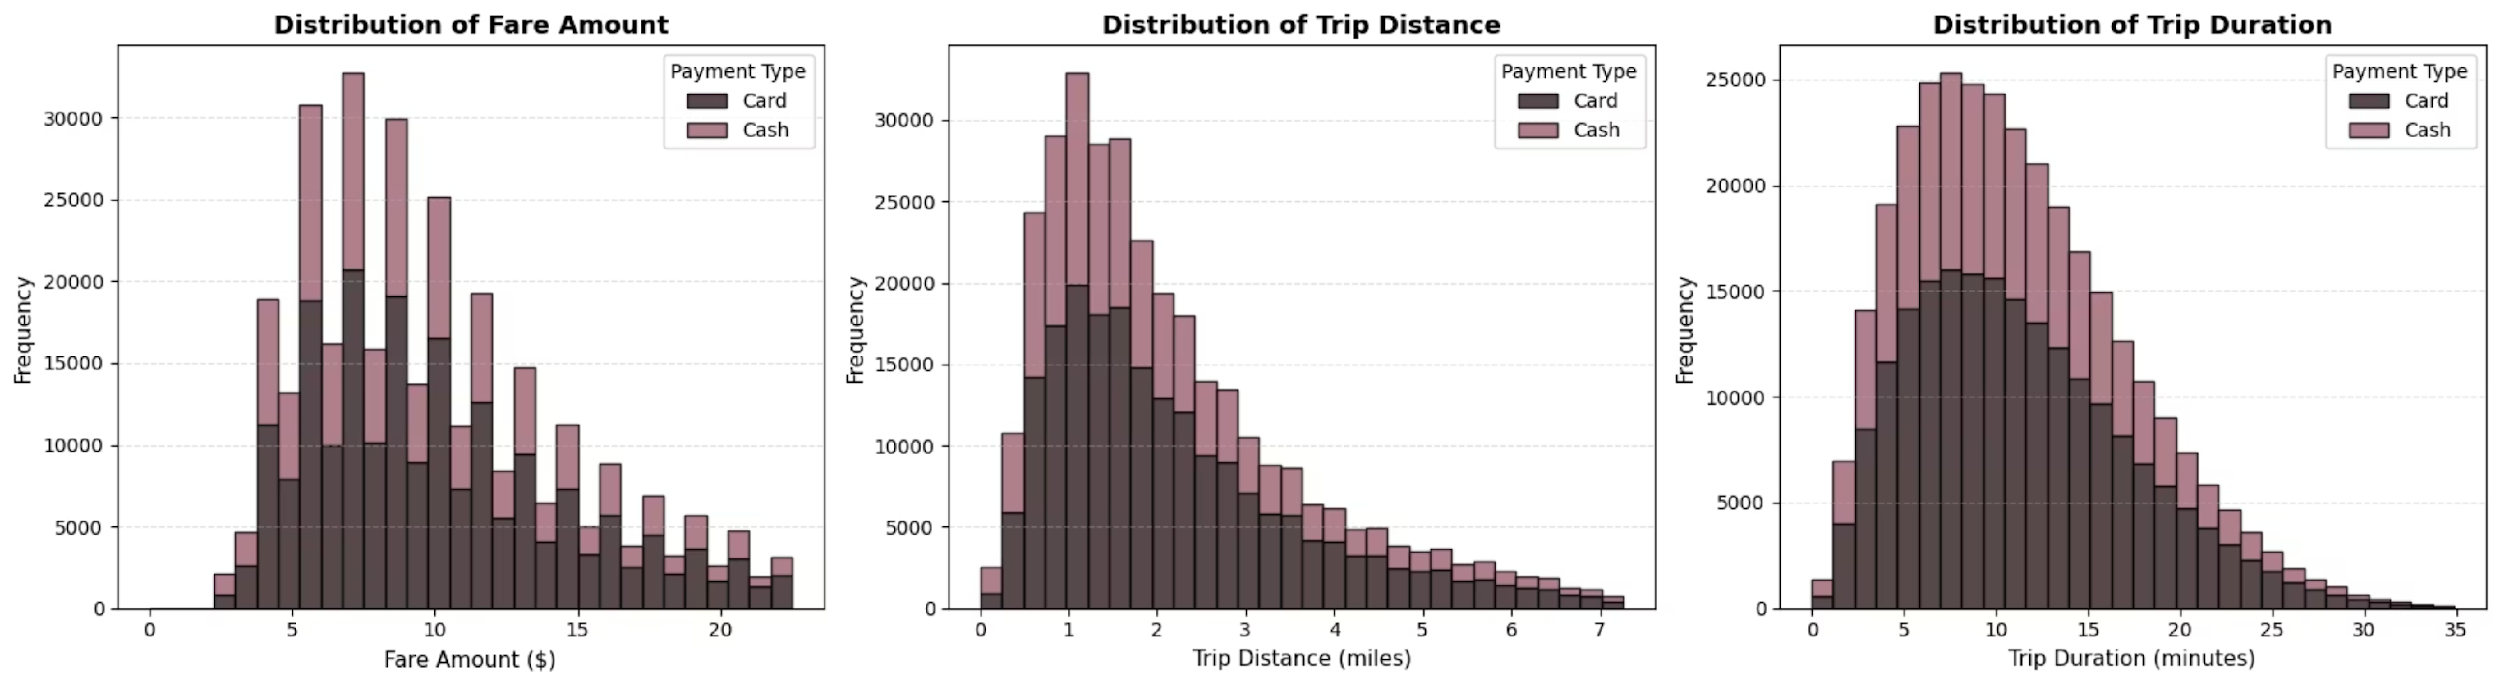 Distribution of Fare Amount
Payment Type
Card
Cash
30000
25000
20000
15000
10000
5000
0
Frequency
0 5 10 15 20
Fare Amount ($)
Distribution of Trip Distance
Payment Type
Card
Cash
30000
25000
20000
15000
10000
5000
0
Frequency
0 1 2 3 4 5 6 7
Trip Distance (miles)
Distribution of Trip Duration
Payment Type
Card
Cash
25000
20000
15000
10000
5000
0
Frequency
0 5 10 15 20 25 30 35
Trip Duration (minutes)